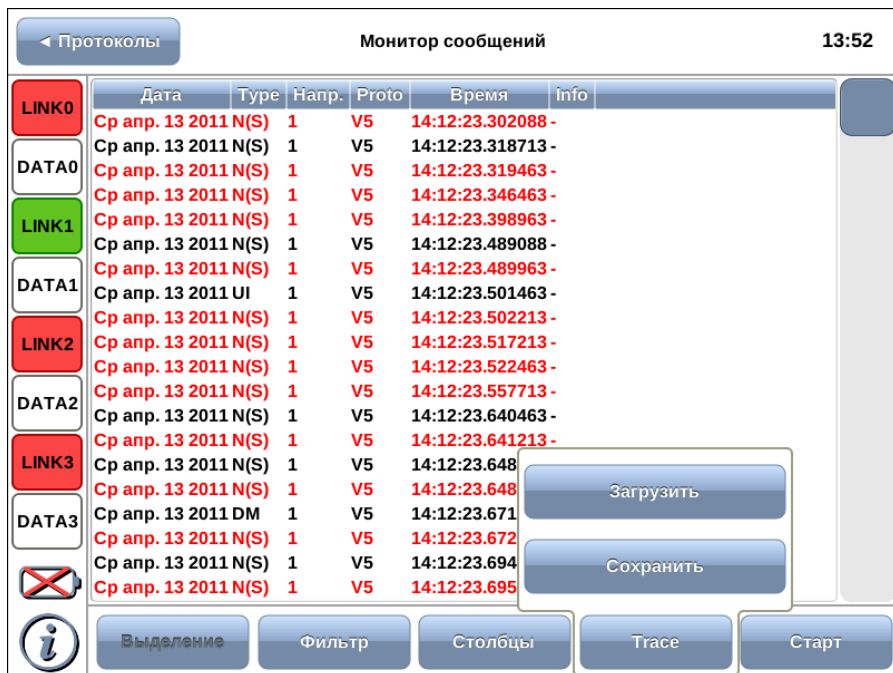 ◄ Протоколы
Монитор сообщений
13:52
LINK0
DATA0
LINK1
DATA1
LINK2
DATA2
LINK3
DATA3
Дата Type Напр. Proto Время Info
Ср апр. 13 2011 N(S) 1 V5 14:12:23.302088 -
Ср апр. 13 2011 N(S) 1 V5 14:12:23.318713 -
Ср апр. 13 2011 N(S) 1 V5 14:12:23.319463 -
Ср апр. 13 2011 N(S) 1 V5 14:12:23.346463 -
Ср апр. 13 2011 N(S) 1 V5 14:12:23.398963 -
Ср апр. 13 2011 N(S) 1 V5 14:12:23.489088 -
Ср апр. 13 2011 N(S) 1 V5 14:12:23.489963 -
Ср апр. 13 2011 UI 1 V5 14:12:23.501463 -
Ср апр. 13 2011 N(S) 1 V5 14:12:23.502213 -
Ср апр. 13 2011 N(S) 1 V5 14:12:23.517213 -
Ср апр. 13 2011 N(S) 1 V5 14:12:23.522463 -
Ср апр. 13 2011 N(S) 1 V5 14:12:23.557713 -
Ср апр. 13 2011 N(S) 1 V5 14:12:23.640463 -
Ср апр. 13 2011 N(S) 1 V5 14:12:23.641213 -
Ср апр. 13 2011 N(S) 1 V5 14:12:23.648
Ср апр. 13 2011 N(S) 1 V5 14:12:23.648
Ср апр. 13 2011 DM 1 V5 14:12:23.671
Ср апр. 13 2011 N(S) 1 V5 14:12:23.672
Ср апр. 13 2011 N(S) 1 V5 14:12:23.694
Ср апр. 13 2011 N(S) 1 V5 14:12:23.695
Загрузить
Сохранить
i
Выделение
Фильтр
Столбцы
Trace
Старт